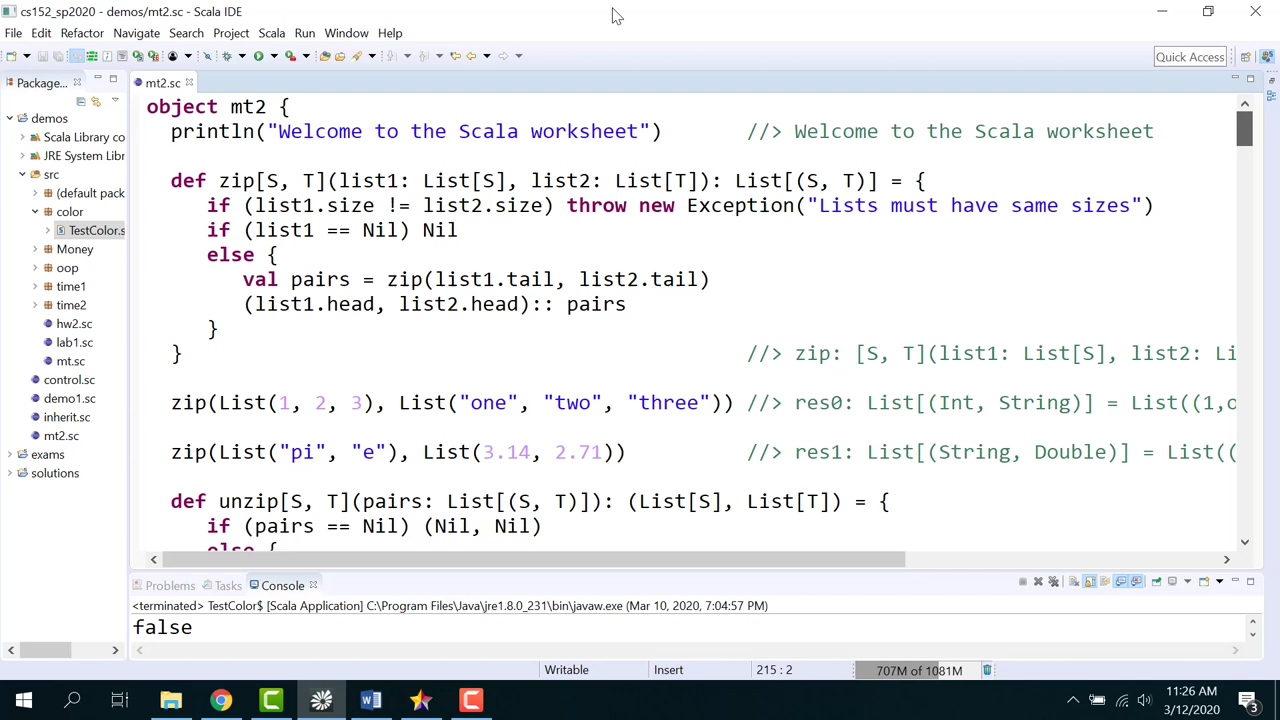 cs152_sp2020 - demos/mt2.sc - Scala IDE
File Edit Refactor Navigate Search Project Scala Run Window Help
Quick Access
Package...
mt2.sc
demos
Scala Library co
JRE System Libr
src
(default pack
color
TestColor.s
Money
oop
time1
time2
hw2.sc
lab1.sc
mt.sc
control.sc
demo1.sc
inherit.sc
mt2.sc
exams
solutions
object mt2 {
println("Welcome to the Scala worksheet") //> Welcome to the Scala worksheet
def zip[S, T](list1: List[S], list2: List[T]): List[(S, T)] = {
if (list1.size != list2.size) throw new Exception("Lists must have same sizes")
if (list1 == Nil) Nil
else {
val pairs = zip(list1.tail, list2.tail)
(list1.head, list2.head):: pairs
}
} //> zip: [S, T](list1: List[S], list2: Li
zip(List(1, 2, 3), List("one", "two", "three")) //> res0: List[(Int, String)] = List((1,o
zip(List("pi", "e"), List(3.14, 2.71)) //> res1: List[(String, Double)] = List((
def unzip[S, T](pairs: List[(S, T)]): (List[S], List[T]) = {
if (pairs == Nil) (Nil, Nil)
else {
Problems Tasks Console
<terminated> TestColor$ [Scala Application] C:\Program Files\Java\jre1.8.0_231\bin\javaw.exe (Mar 10, 2020, 7:04:57 PM)
false
Writable Insert 215 : 2 707M of 1081M
11:26 AM
3/12/2020
3